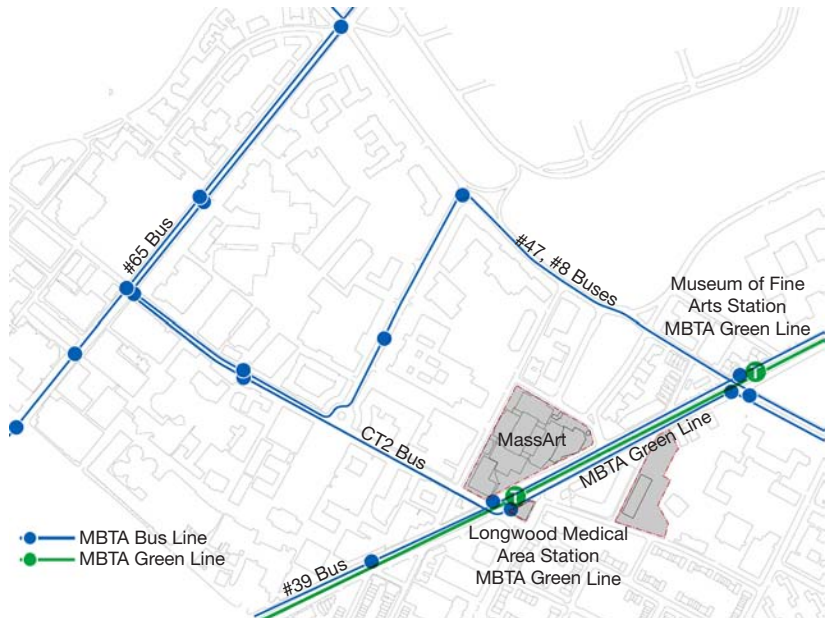 #65 Bus
#47, #8 Buses
Museum of Fine
Arts Station
MBTA Green Line
T
CT2 Bus
MassArt
MBTA Green Line
T
MBTA Bus Line
MBTA Green Line
Longwood Medical
Area Station
MBTA Green Line
#39 Bus